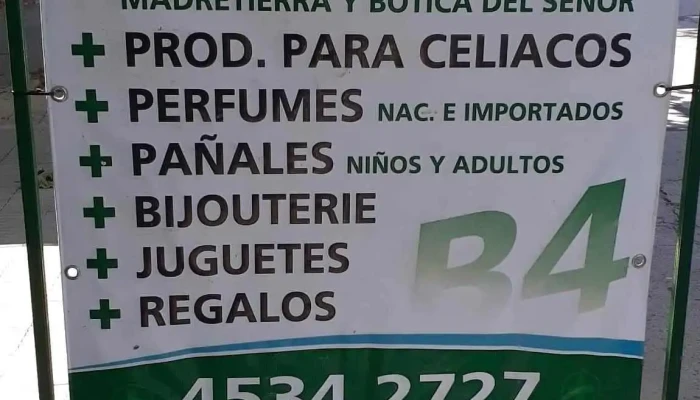 MADRETIERRA Y BOTICA DEL SEÑOR
+ PROD. PARA CELIACOS
+ PERFUMES NAC. E IMPORTADOS
+ PAÑALES NIÑOS Y ADULTOS
+ BIJOUTERIE
+ JUGUETES
+ REGALOS
B4
4534 2727